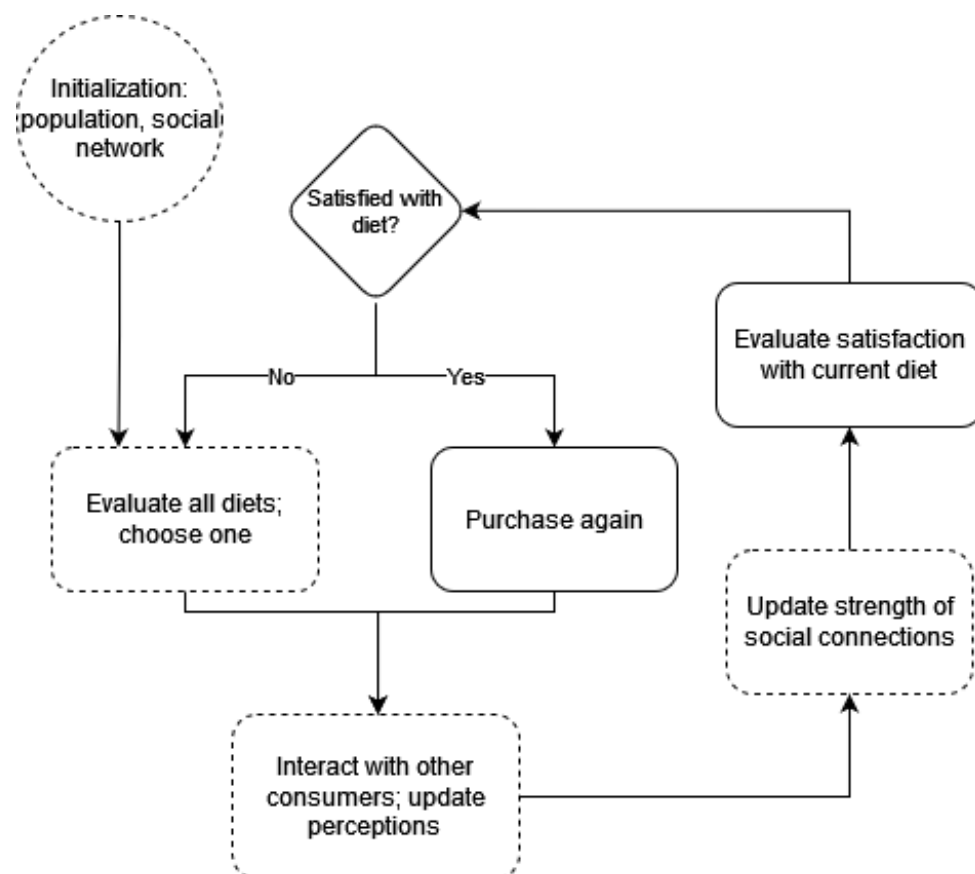 Initialization:
population, social
network
Satisfied with
diet?
No
Yes
Evaluate satisfaction
with current diet
Evaluate all diets;
choose one
Purchase again
Update strength of
social connections
Interact with other
consumers; update
perceptions